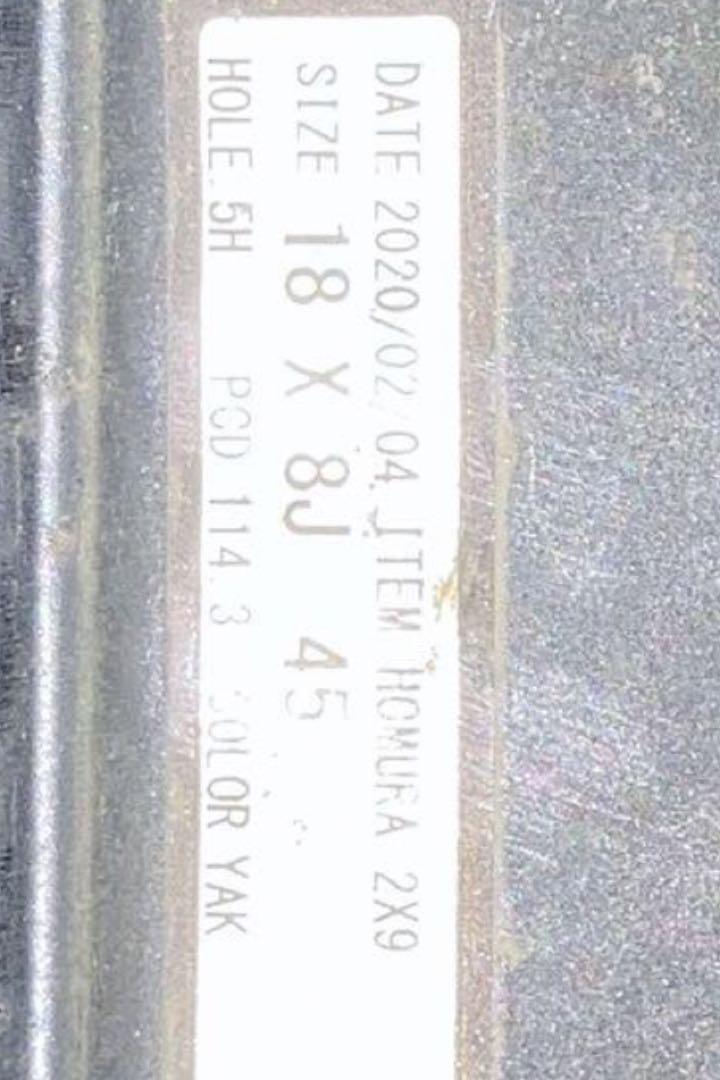 DATE 2020/02/04 ITEM HOMURA 2X9
SIZE 18 X 8J 45
HOLE 5H PCD 114.3 COLOR YAK